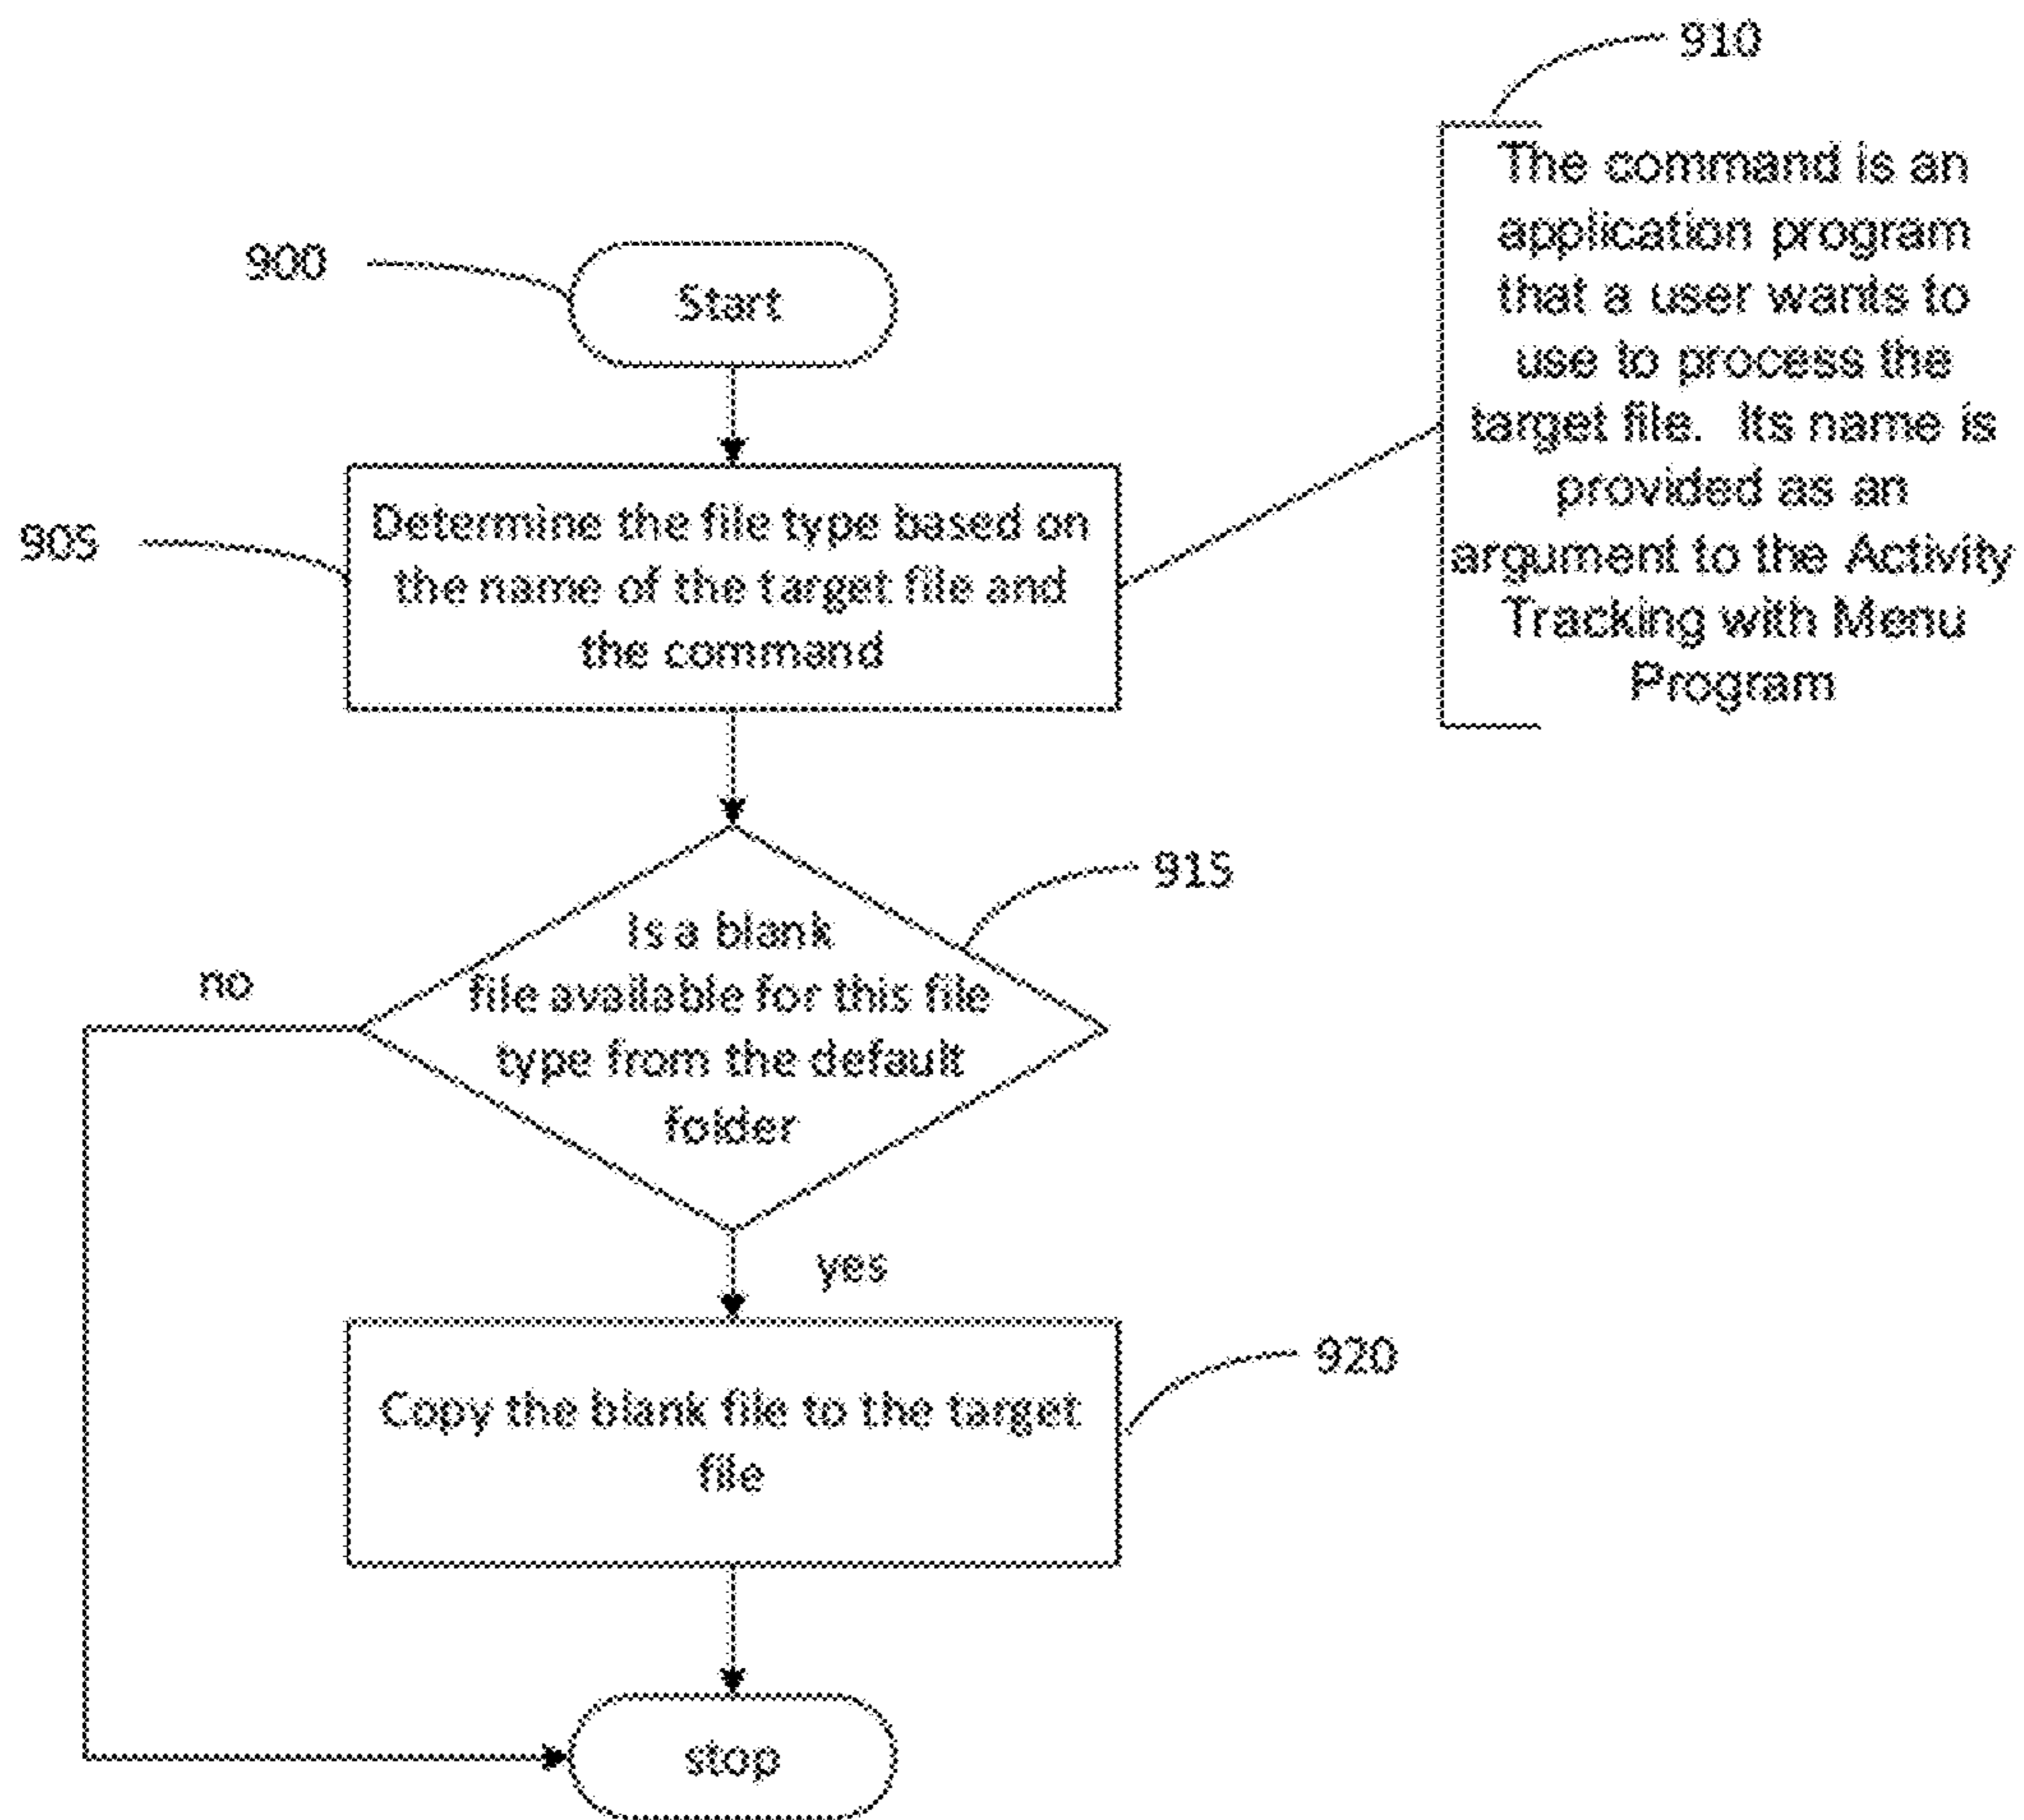 910
The command is an
application program
that a user wants to
use to process the
target file. Its name is
provided as an
argument to the Activity
Tracking with Menu
Program
900
Start
905
Determine the file type based on
the name of the target file and
the command
915
Is a blank
file available for this file
type from the default
folder
no
yes
920
Copy the blank file to the target
file
stop